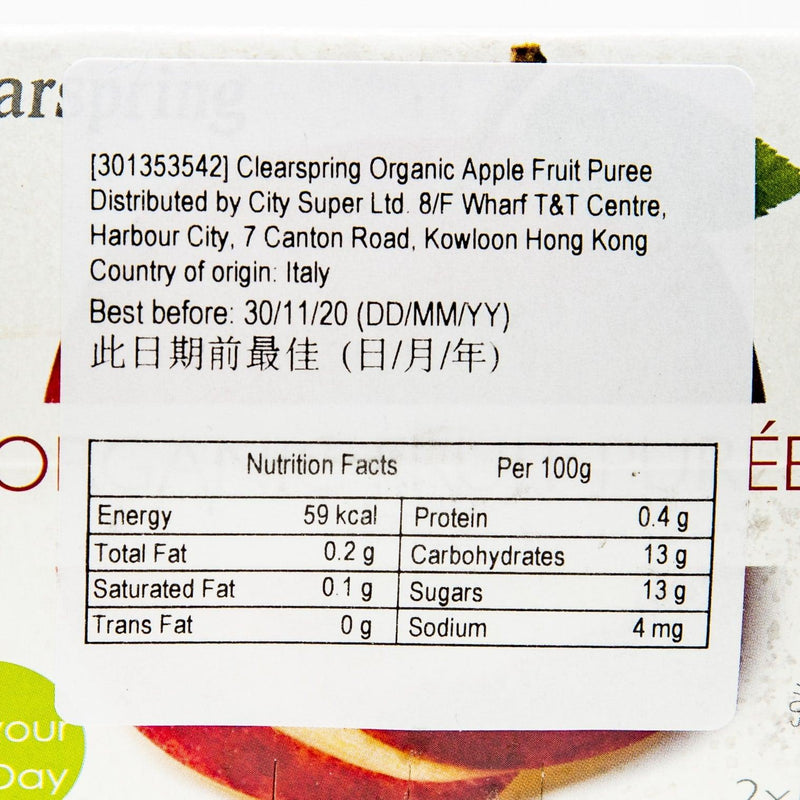 arspring
[301353542] Clearspring Organic Apple Fruit Puree
Distributed by City Super Ltd. 8/F Wharf T&T Centre,
Harbour City, 7 Canton Road, Kowloon Hong Kong
Country of origin: Italy
Best before: 30/11/20 (DD/MM/YY)
此日期前最佳 (日/月/年)
Nutrition Facts Per 100g
Energy 59 kcal Protein 0.4 g
Total Fat 0.2 g Carbohydrates 13 g
Saturated Fat 0.1 g Sugars 13 g
Trans Fat 0 g Sodium 4 mg
your
Day